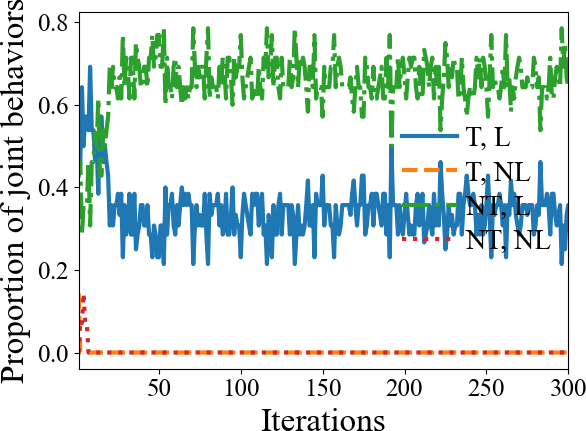 Proportion of joint behaviors
0.8
0.6
0.4
0.2
0.0
T, L
T, NL
NT, L
NT, NL
50 100 150 200 250 300
Iterations